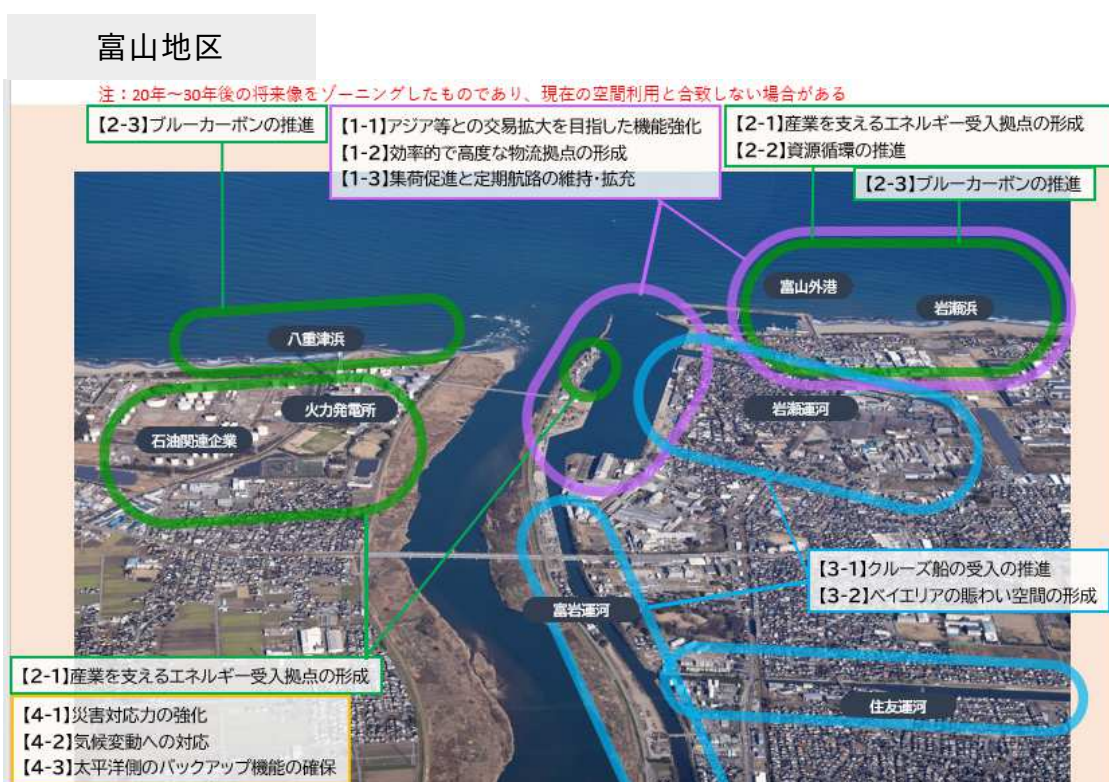 富山地区
注：20年～30年後の将来像をゾーニングしたものであり、現在の空間利用と合致しない場合がある
【2-3】ブルーカーボンの推進
【1-1】アジア等との交易拡大を目指した機能強化
【1-2】効率的で高度な物流拠点の形成
【1-3】集荷促進と定期航路の維持・拡充
【2-1】産業を支えるエネルギー受入拠点の形成
【2-2】資源循環の推進
【2-3】ブルーカーボンの推進
富山外港
岩瀬浜
八重津浜
火力発電所
石油関連企業
岩瀬運河
【3-1】クルーズ船の受入の推進
【3-2】ベイエリアの賑わい空間の形成
富岩運河
住友運河
【2-1】産業を支えるエネルギー受入拠点の形成
【4-1】災害対応力の強化
【4-2】気候変動への対応
【4-3】太平洋側のバックアップ機能の確保